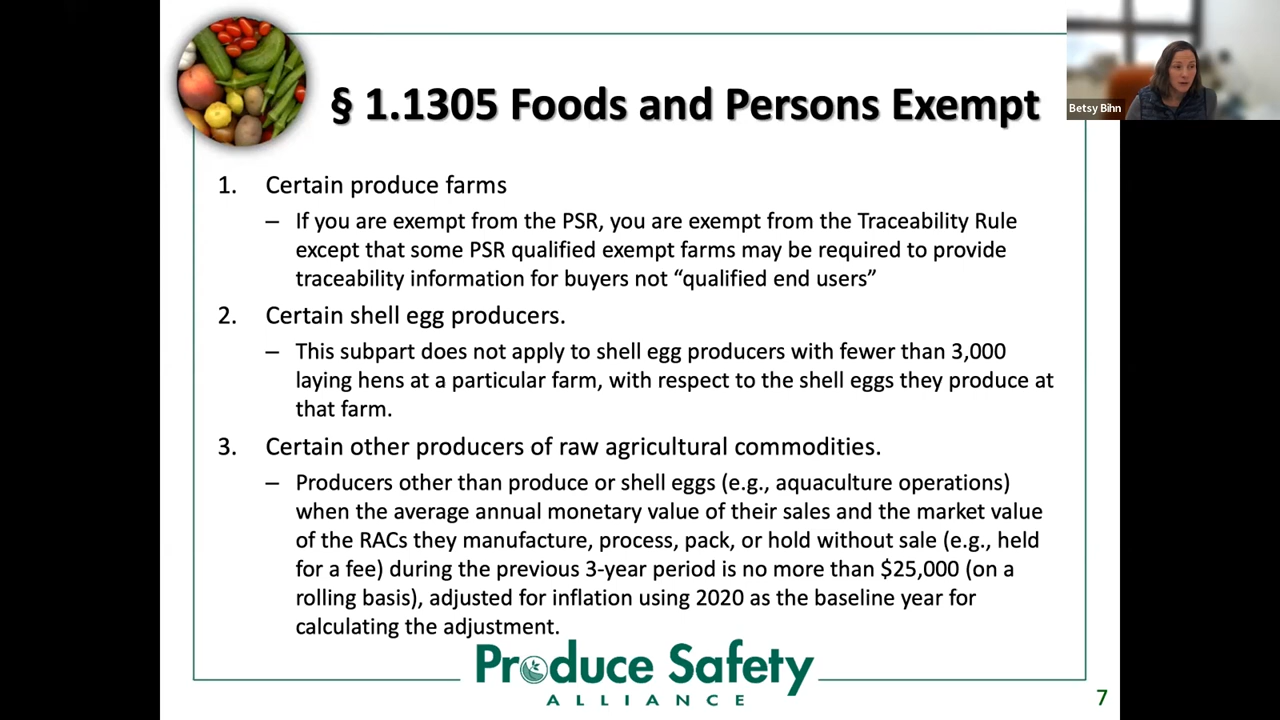 § 1.1305 Foods and Persons Exempt
Betsy Bihn
1. Certain produce farms
– If you are exempt from the PSR, you are exempt from the Traceability Rule
except that some PSR qualified exempt farms may be required to provide
traceability information for buyers not “qualified end users”
2. Certain shell egg producers.
– This subpart does not apply to shell egg producers with fewer than 3,000
laying hens at a particular farm, with respect to the shell eggs they produce at
that farm.
3. Certain other producers of raw agricultural commodities.
– Producers other than produce or shell eggs (e.g., aquaculture operations)
when the average annual monetary value of their sales and the market value
of the RACs they manufacture, process, pack, or hold without sale (e.g., held
for a fee) during the previous 3-year period is no more than $25,000 (on a
rolling basis), adjusted for inflation using 2020 as the baseline year for
calculating the adjustment.
Produce Safety
ALLIANCE
7